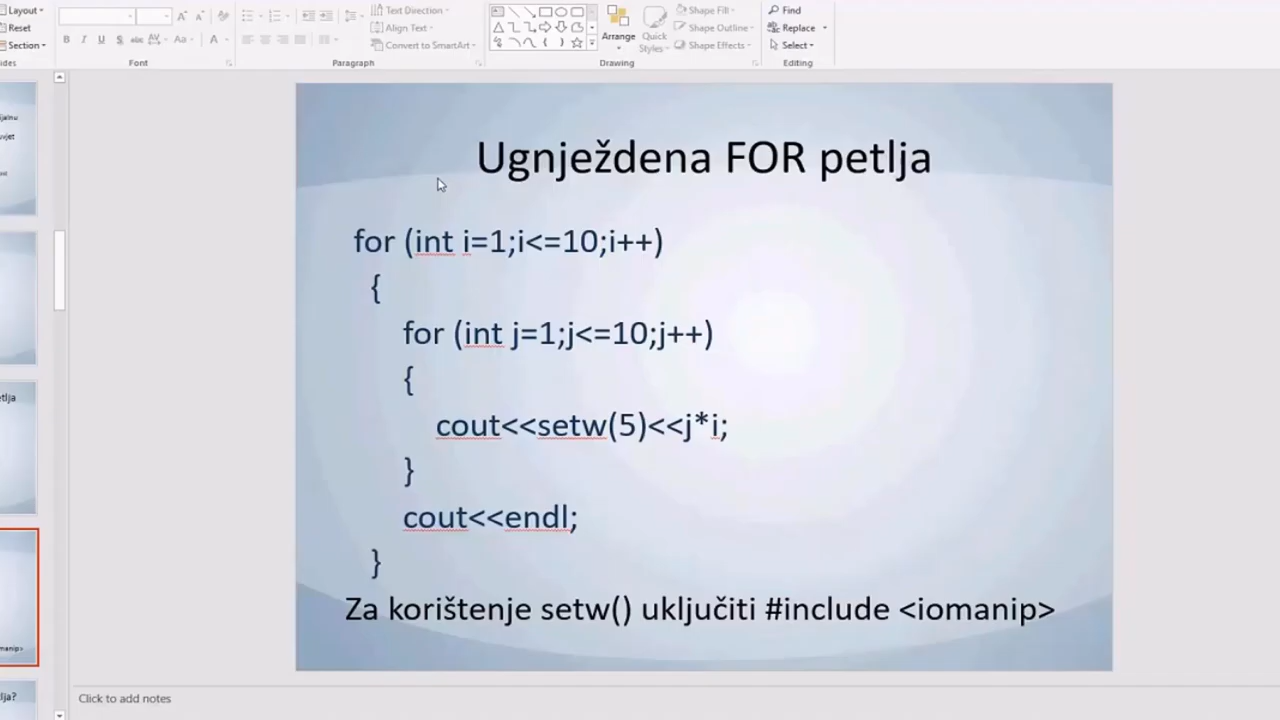 Layout
Reset
Section
Text Direction
Align Text
Convert to SmartArt
Arrange
Quick
Styles
Shape Fill
Shape Outline
Shape Effects
Find
Replace
Select
Font
Paragraph
Drawing
Editing
Ugnježdena FOR petlja
for (int i=1;i<=10;i++)
{
for (int j=1;j<=10;j++)
{
cout<<setw(5)<<j*i;
}
cout<<endl;
}
Za korištenje setw() uključiti #include <iomanip>
Click to add notes